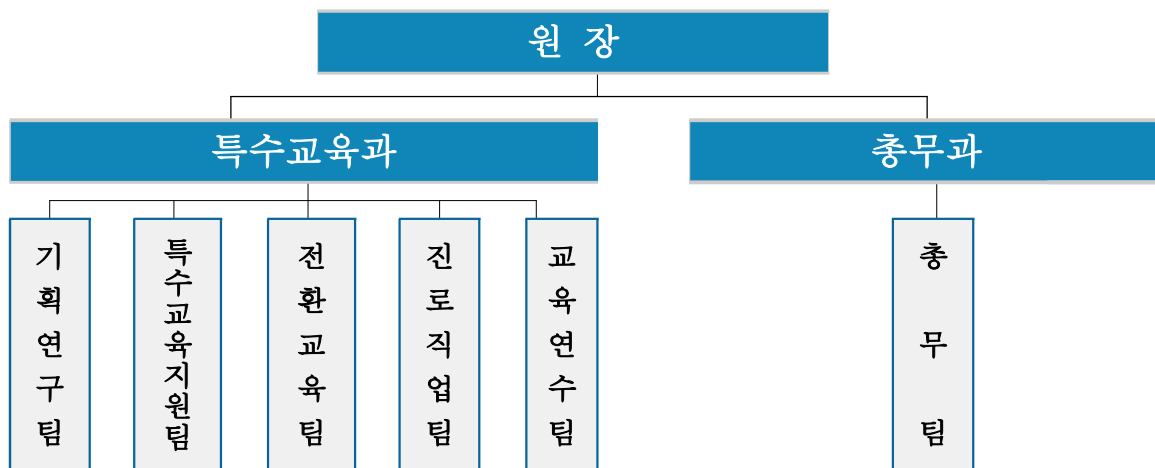 원 장
특수교육과
총무과
기획연구팀
특수교육지원팀
전환교육팀
진로직업팀
교육연수팀
총무팀